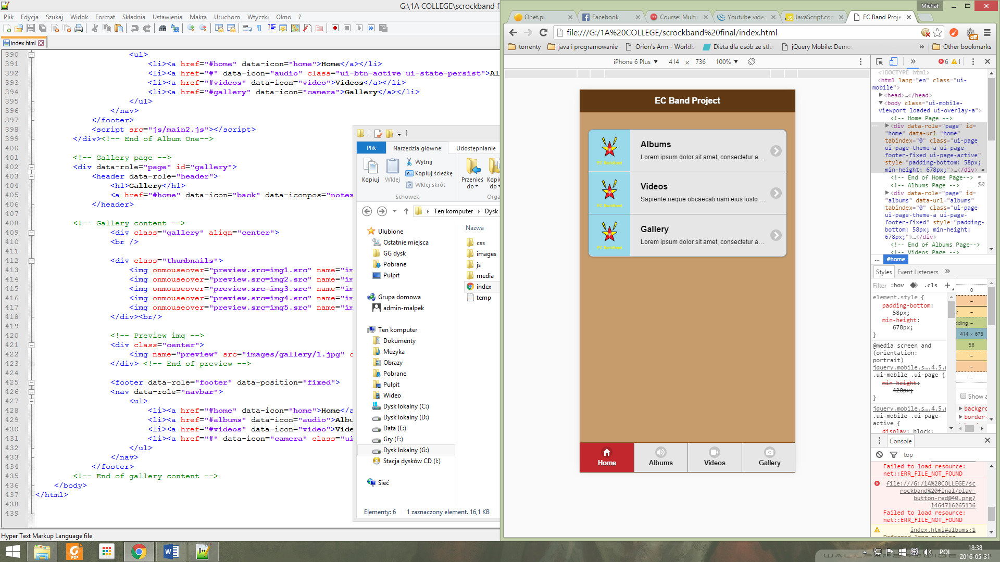 G:\1A COLLEGE\scrockband f
Plik Edycja Szukaj Widok Format Składnia Ustawienia Makra Uruchom Wtyczki Okno ?
index.html
390 <ul>
391 <li><a href="#home" data-icon="home">Home</a></li>
392 <li><a href="#" data-icon="audio" class="ui-btn-active ui-state-persist">Al
393 <li><a href="#videos" data-icon="video">Videos</a></li>
394 <li><a href="#gallery" data-icon="camera">Gallery</a></li>
395 </ul>
396 </nav>
397 </footer>
398 <script src="js/main2.js"></script>
399 </div><!-- End of Album One-->
400
401 <!-- Gallery page -->
402 <div data-role="page" id="gallery">
403 <header data-role="header">
404 <h1>Gallery</h1>
405 <a href="#home" data-icon="back" data-iconpos="notex
406 </header>
407
408 <!-- Gallery content -->
409 <div class="gallery" align="center">
410 <br />
411
412 <div class="thumbnails">
413 <img onmouseover="preview.src=img1.src" name="im
414 <img onmouseover="preview.src=img2.src" name="im
415 <img onmouseover="preview.src=img3.src" name="im
416 <img onmouseover="preview.src=img4.src" name="im
417 <img onmouseover="preview.src=img5.src" name="im
418 </div><br/>
419
420 <!-- Preview img -->
421 <div class="center">
422 <img name="preview" src="images/gallery/1.jpg" c
423 </div> <!-- End of preview -->
424
425 <footer data-role="footer" data-position="fixed">
426 <nav data-role="navbar">
427 <ul>
428 <li><a href="#home" data-icon="home">Home</a
429 <li><a href="#albums" data-icon="audio">Albu
430 <li><a href="#videos" data-icon="video">Vide
431 <li><a href="#" data-icon="camera" class="ui
432 </ul>
433 </nav>
434 </footer>
435 <!-- End of gallery content -->
436 </body>
437 </html>
438
439
Hyper Text Markup Language file
Plik Narzędzia główne Udostępnianie
Kopiuj
Wklej
Wytnij
Kopiuj ścieżkę
Wklej skrót
Przenieś do
Kopiu do
Schowek
Orga
Ten komputer Dysk
Ulubione
Ostatnie miejsca
GG dysk
Pobrane
Pulpit
Grupa domowa
admin-malpek
Ten komputer
Dokumenty
Muzyka
Obrazy
Pobrane
Pulpit
Wideo
Dysk lokalny (C:)
Dysk lokalny (D:)
Data (E:)
Gry (F:)
Dysk lokalny (G:)
Stacja dysków CD (I:)
Sieć
Nazwa
css
images
js
media
index
temp
Elementy: 6 1 zaznaczony element. 16,1 KB
Michał
Onet.pl
Facebook
Course: Multim
Youtube video
JavaScript.com
EC Band Proje
file:///G:/1A%20COLLEGE/scrockband%20final/index.html
off
torrenty
java i programowanie
Orion's Arm - Worldb
Dieta dla osób ze stłu
jQuery Mobile: Demo
»
Other bookmarks
iPhone 6 Plus ▼ 414 × 736 100% ▼
EC Band Project
EC RockBand
Albums
Lorem ipsum dolor sit amet, consectetur a...
EC RockBand
Videos
Sapiente neque obcaecati nam eius iusto ...
EC RockBand
Gallery
Lorem ipsum dolor sit amet, consectetur a...
Home
Albums
Videos
Gallery
» 6 1
<!DOCTYPE html>
<html lang="en" class="ui-
mobile">
<head>…</head>
<body class="ui-mobile-
viewport loaded ui-overlay-a">
<!-- Home Page -->
<div data-role="page" id=
"home" data-url="home"
tabindex="0" class="ui-page
ui-page-theme-a ui-page-
footer-fixed ui-page-active"
style="padding-bottom: 58px;
min-height: 678px;">…</div> =
<!-- End of Home Page--> =
<!-- Albums Page --> $0
<div data-role="page" id=
"albums" data-url="albums"
tabindex="0" class="ui-page
ui-page-theme-a ui-page-
footer-fixed" style="padding-
bottom: 58px; min-height:
678px;">…</div>
<!-- End of Albums Page-->
<!-- Videos Page -->
... #home
Styles Event Listeners »
Filter :hov .cls +
element.style {
padding-bottom:
58px;
min-height:
678px;
}
@media screen and
(orientation:
portrait)
jquery.mobile.s….4.5.m
.ui-mobile .ui-page {
min-height:
420px;
}
jquery.mobile.s….4.5.m
.ui-mobile .ui-page-
active {
display: block;
0
–
r –
dding –
414 × 678
58
–
–
–
Show a
backgro
border-
Console
top
Failed to load resource:
net::ERR_FILE_NOT_FOUND
file:///G:/1A%20COLLEGE/sc
rockband%20final/play-
button-red@40.png?
1464716265136
Failed to load resource:
net::ERR_FILE_NOT_FOUND
index.html#albums:1
Deferred long-running
PDF
POL
18:38
2016-05-31
WALLPAPERSWIDE